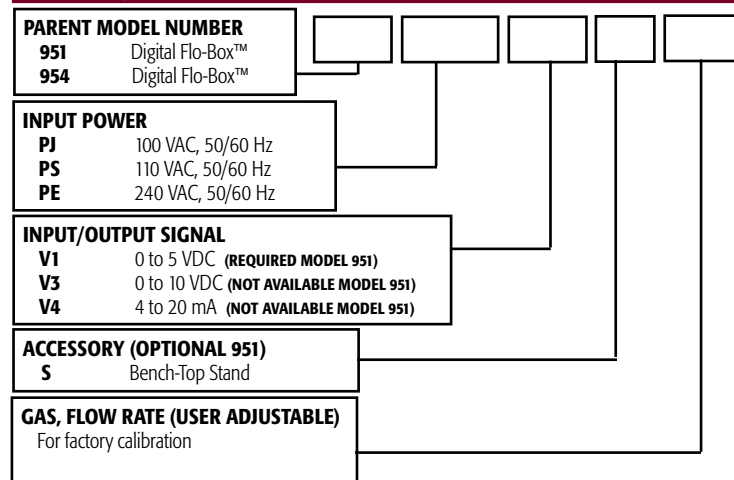 PARENT MODEL NUMBER
951 Digital Flo-Box™
954 Digital Flo-Box™
INPUT POWER
PJ 100 VAC, 50/60 Hz
PS 110 VAC, 50/60 Hz
PE 240 VAC, 50/60 Hz
INPUT/OUTPUT SIGNAL
V1 0 to 5 VDC (REQUIRED MODEL 951)
V3 0 to 10 VDC (NOT AVAILABLE MODEL 951)
V4 4 to 20 mA (NOT AVAILABLE MODEL 951)
ACCESSORY (OPTIONAL 951)
S Bench-Top Stand
GAS, FLOW RATE (USER ADJUSTABLE)
For factory calibration